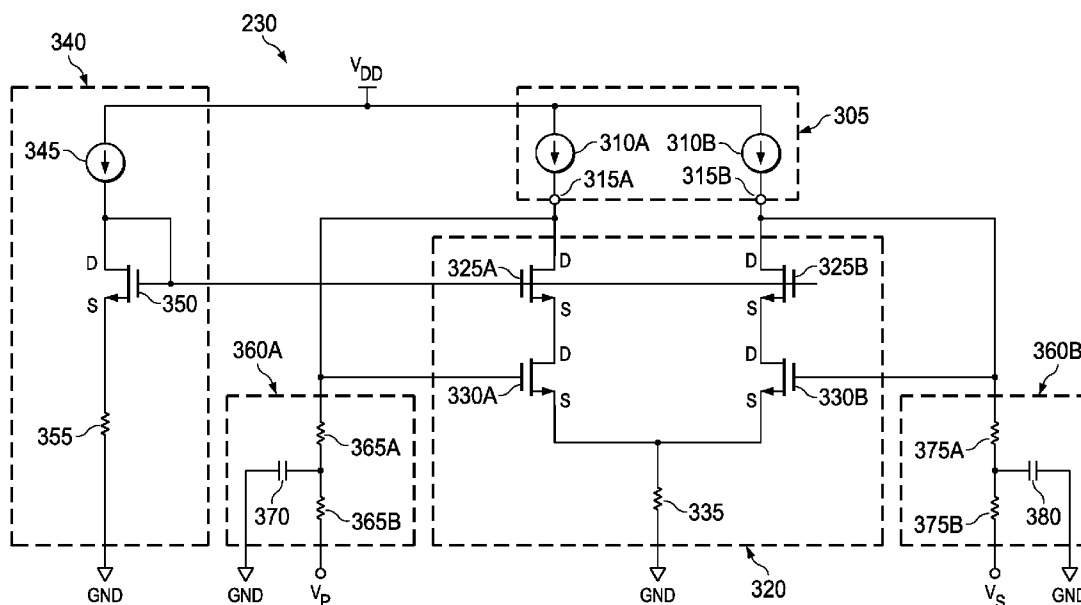 230
340
V_DD
305
345
310A
310B
315A
315B
D
D
D
325A
325B
S
350
S
S
360A
D
D
360B
330A
S
S
330B
355
365A
375A
370
365B
335
375B
380
GND
V_P
GND
GND
320
V_S
GND